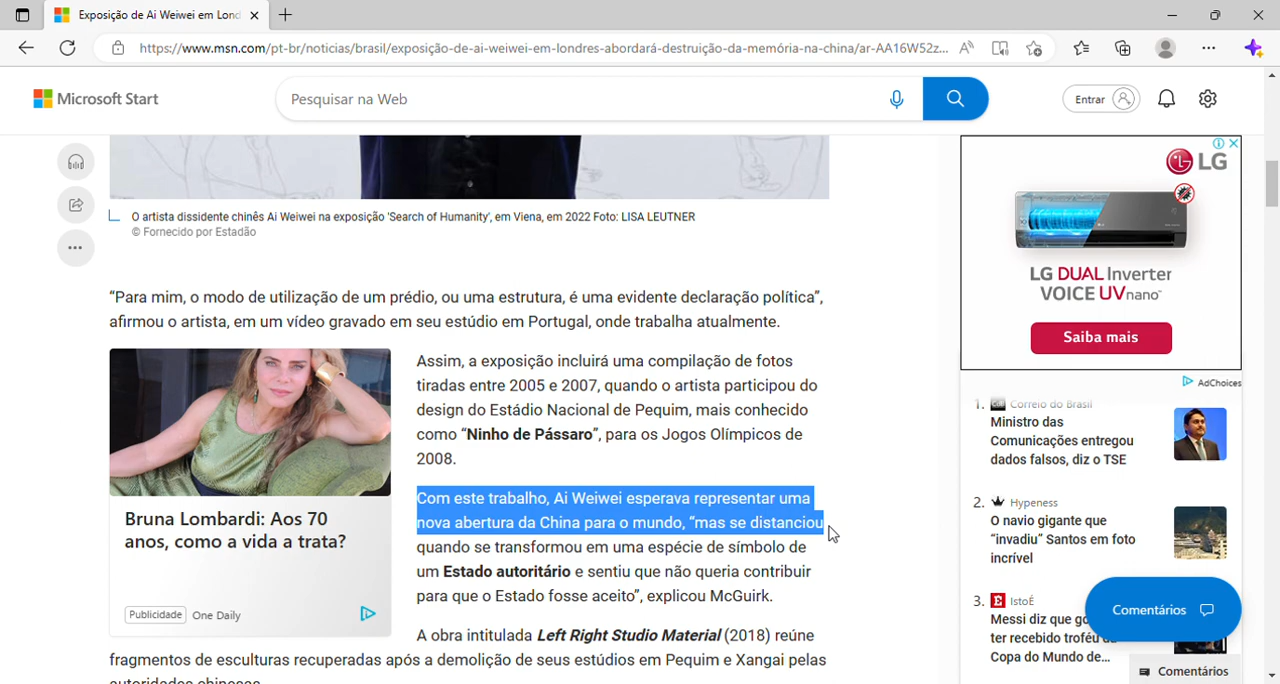 Exposição de Ai Weiwei em Lond
https://www.msn.com/pt-br/noticias/brasil/exposição-de-ai-weiwei-em-londres-abordará-destruição-da-memória-na-china/ar-AA16W52z...
Microsoft Start
Pesquisar na Web
Entrar
O artista dissidente chinês Ai Weiwei na exposição 'Search of Humanity', em Viena, em 2022 Foto: LISA LEUTNER
© Fornecido por Estadão
“Para mim, o modo de utilização de um prédio, ou uma estrutura, é uma evidente declaração política”,
afirmou o artista, em um vídeo gravado em seu estúdio em Portugal, onde trabalha atualmente.
Bruna Lombardi: Aos 70
anos, como a vida a trata?
Publicidade One Daily
Assim, a exposição incluirá uma compilação de fotos
tiradas entre 2005 e 2007, quando o artista participou do
design do Estádio Nacional de Pequim, mais conhecido
como “Ninho de Pássaro”, para os Jogos Olímpicos de
2008.
Com este trabalho, Ai Weiwei esperava representar uma
nova abertura da China para o mundo, “mas se distanciou
quando se transformou em uma espécie de símbolo de
um Estado autoritário e sentiu que não queria contribuir
para que o Estado fosse aceito”, explicou McGuirk.
A obra intitulada Left Right Studio Material (2018) reúne
fragmentos de esculturas recuperadas após a demolição de seus estúdios em Pequim e Xangai pelas
autoridades chinesas.
LG
LG DUAL Inverter
VOICE UVnano™
Saiba mais
AdChoices
1. Correio do Brasil
Ministro das
Comunicações entregou
dados falsos, diz o TSE
2. Hypeness
O navio gigante que
“invadiu” Santos em foto
incrível
3. E IstoÉ
Messi diz que go
ter recebido troféu da
Copa do Mundo de...
Comentários
Comentários